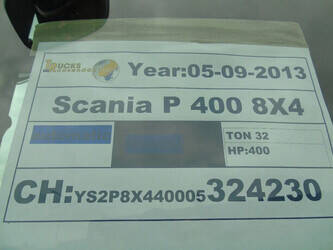 TRUCKS
Year:05-09-2013
Scania P 400 8X4
TON 32
HP:400
CH:YS2P8X440005324230